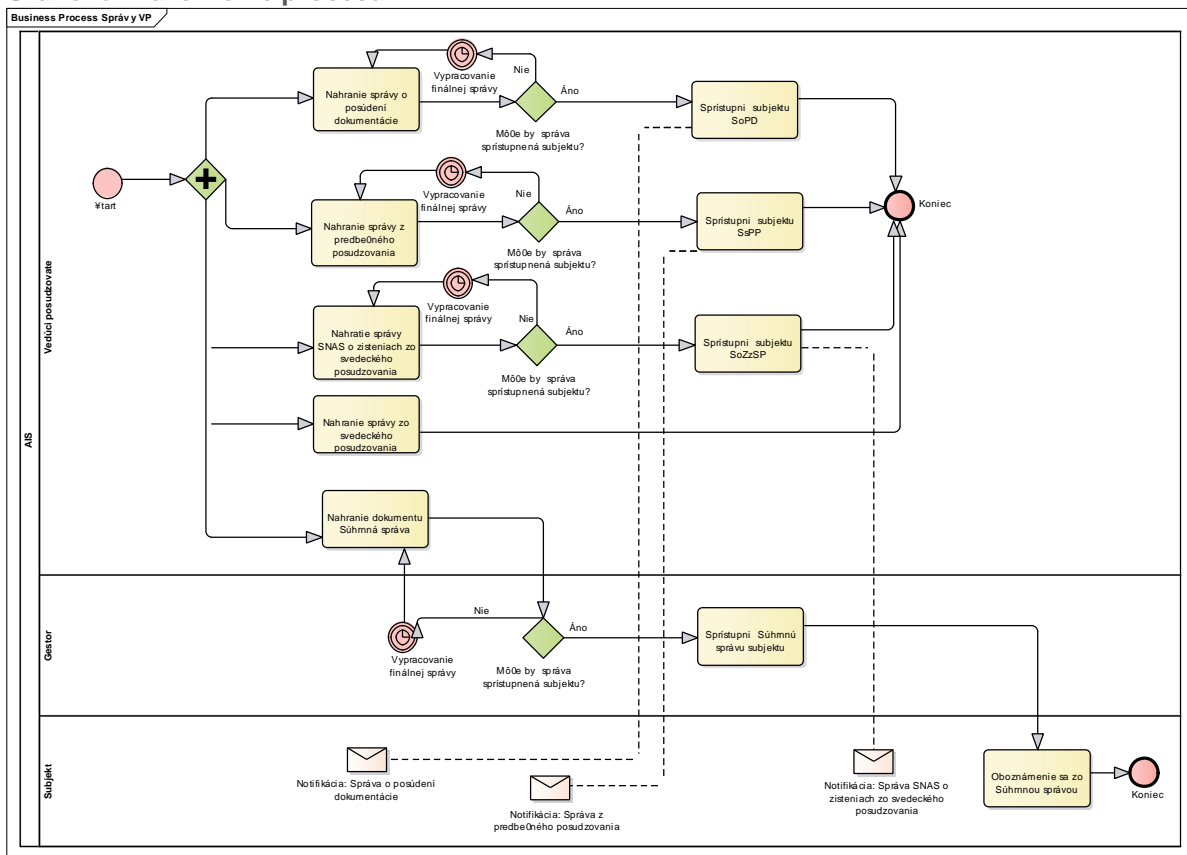 Business Process Správy VP
AIS
Vedúci posudzovate
Gestor
Subjekt
¥tart
Nahranie správy o
posúdení
dokumentácie
Vypracovanie
finálnej správy
Nie
Áno
Mô0e by správa
sprístupnená subjektu?
Sprístupni subjektu
SoPD
Nahranie správy z
predbe0ného
posudzovania
Vypracovanie
finálnej správy
Nie
Áno
Mô0e by správa
sprístupnená subjektu?
Sprístupni subjektu
SsPP
Koniec
Nahratie správy
SNAS o zisteniach zo
svedeckého
posudzovania
Vypracovanie
finálnej správy
Nie
Áno
Mô0e by správa
sprístupnená subjektu?
Sprístupni subjektu
SoZzSP
Nahranie správy zo
svedeckého
posudzovania
Nahranie dokumentu
Súhrnná správa
Nie
Vypracovanie
finálnej správy
Áno
Mô0e by správa
sprístupnená subjektu?
Sprístupni Súhrnnú
správu subjektu
Notifikácia: Správa o posúdení
dokumentácie
Notifikácia: Správa z
predbe0ného posudzovania
Notifikácia: Správa SNAS o
zisteniach zo svedeckého
posudzovania
Oboznámenie sa zo
Súhrnnou správou
Koniec